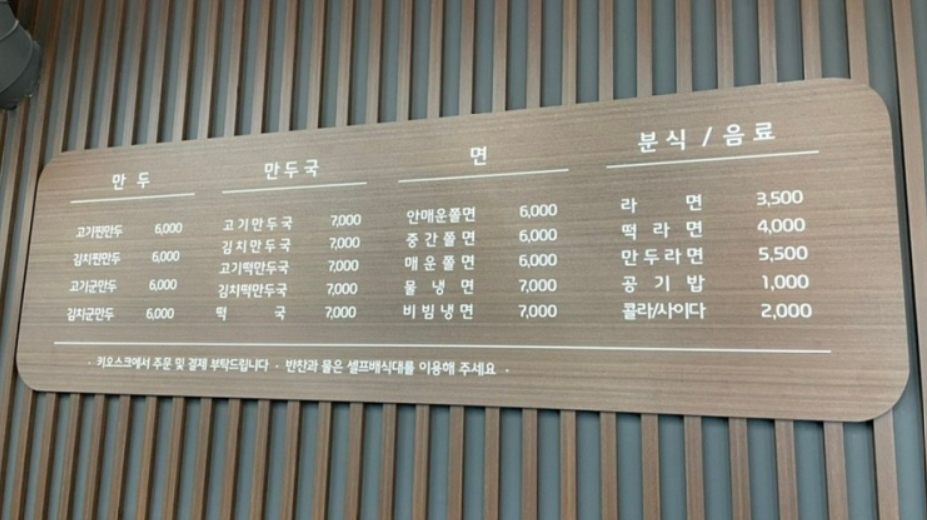 만두
고기찐만두 6,000
김치찐만두 6,000
고기군만두 6,000
김치군만두 6,000
만두국
고기만두국 7,000
김치만두국 7,000
고기떡만두국 7,000
김치떡만두국 7,000
떡국 7,000
면
안매운쫄면 6,000
중간쫄면 6,000
매운쫄면 6,000
물냉면 7,000
비빔냉면 7,000
분식 / 음료
라면 3,500
떡라면 4,000
만두라면 5,500
공기밥 1,000
콜라/사이다 2,000
· 키오스크에서 주문 및 결제 부탁드립니다 · 반찬과 물은 셀프배식대를 이용해 주세요 ·